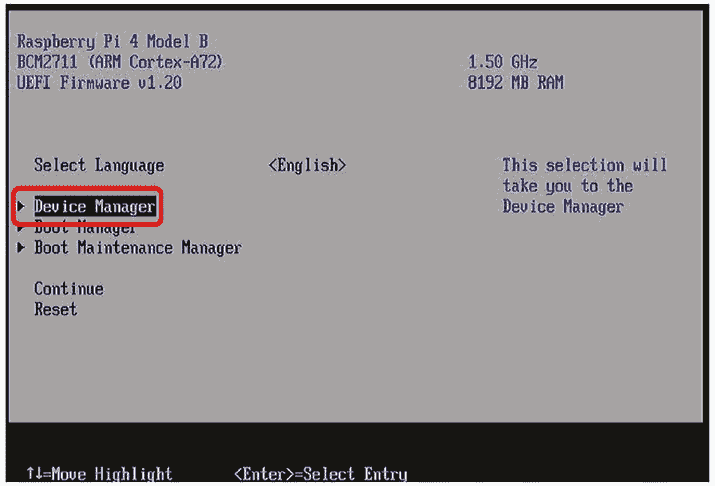 Raspberry Pi 4 Model B
BCM2711 (ARM Cortex-A72) 1.50 GHz
UEFI Firmware v1.20 8192 MB RAM
Select Language <English> This selection will
take you to the
Device Manager Device Manager
Boot Manager
Boot Maintenance Manager
Continue
Reset
↑↓=Move Highlight <Enter>=Select Entry